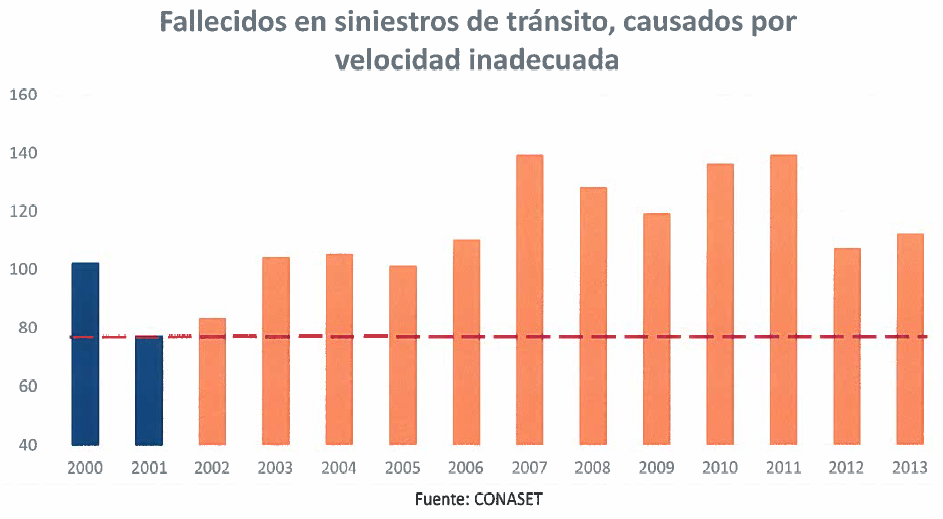 Fallecidos en siniestros de tránsito, causados por
velocidad inadecuada
160
140
120
100
80
60
40
2000 2001 2002 2003 2004 2005 2006 2007 2008 2009 2010 2011 2012 2013
Fuente: CONASET